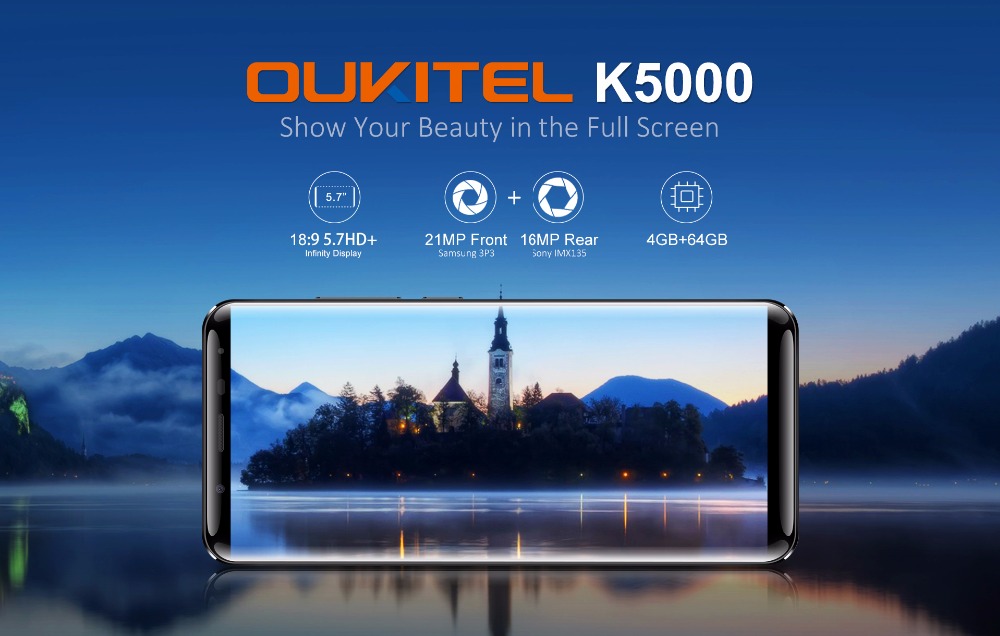 OUKITEL K5000
Show Your Beauty in the Full Screen
5.7"
18:9 5.7HD+
Infinity Display
+
21MP Front
Samsung 3P3
16MP Rear
Sony IMX135
4GB+64GB